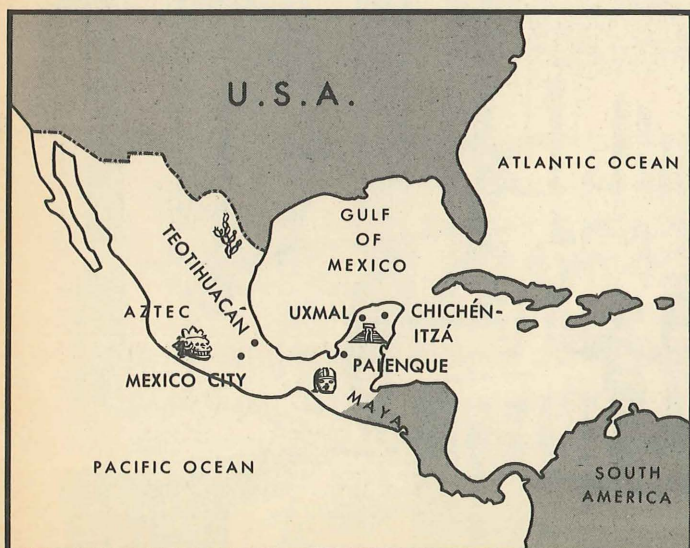 U.S.A.
ATLANTIC OCEAN
GULF
OF
MEXICO
TEOTIHUACÁN
AZTEC
UXMAL
CHICHÉN-
ITZÁ
PALENQUE
MEXICO CITY
MAYA
PACIFIC OCEAN
SOUTH
AMERICA